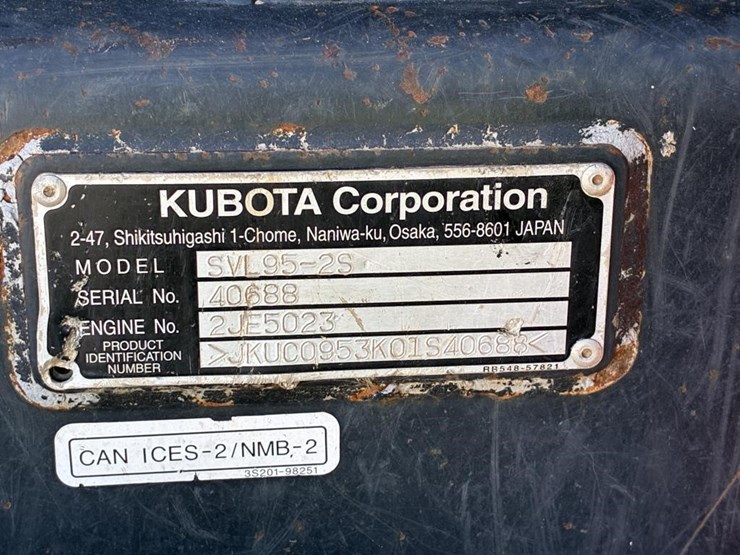 KUBOTA Corporation
2-47, Shikitsuhigashi 1-Chome, Naniwa-ku, Osaka, 556-8601 JAPAN
MODEL SVL95-2S
SERIAL No. 40688
ENGINE No. 2JE5023
PRODUCT IDENTIFICATION NUMBER >JKUC0953K01S40688<
RB548-57821
CAN ICES-2/NMB-2
3S201-98251